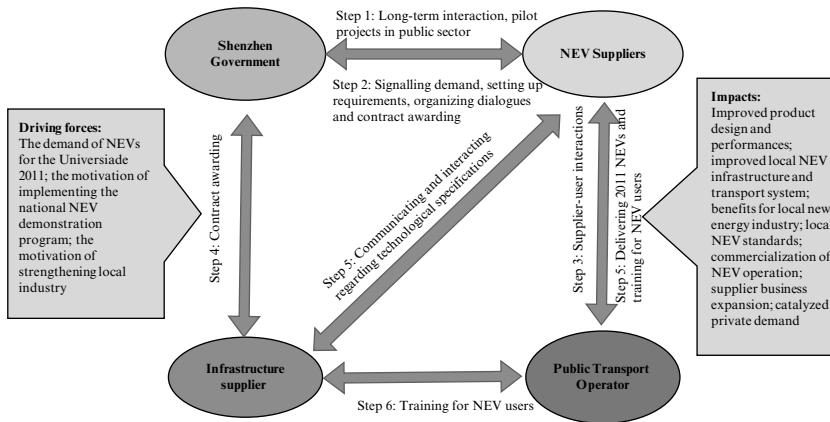 Step 1: Long-term interaction, pilot
projects in public sector
Shenzhen
Government
NEV Suppliers
Step 2: Signalling demand, setting up
requirements, organizing dialogues
and contract awarding
Driving forces:
The demand of NEVs
for the Universiade
2011; the motivation of
implementing the
national NEV
demonstration
program; the
motivation of
strengthening local
industry
Step 4: Contract awarding
Step 5: Communicating and interacting
regarding technological specifications
Step 3: Supplier-user interactions
Step 5: Delivering 2011 NEVs and
training for NEV users
Impacts:
Improved product
design and
performances;
improved local NEV
infrastructure and
transport system;
benefits for local new
energy industry; local
NEV standards;
commercialization of
NEV operation;
supplier business
expansion; catalyzed
private demand
Infrastructure
supplier
Public Transport
Operator
Step 6: Training for NEV users